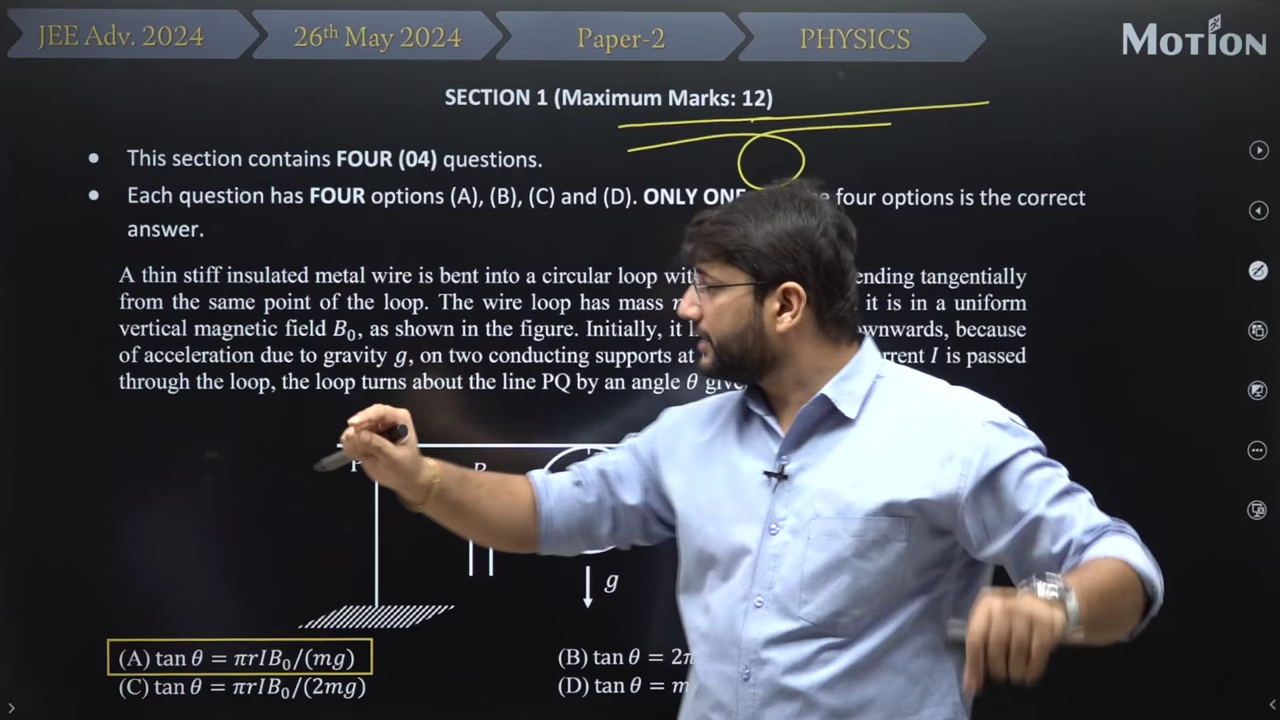 JEE Adv. 2024
26th May 2024
Paper-2
PHYSICS
MOTION
SECTION 1 (Maximum Marks: 12)
This section contains FOUR (04) questions.
Each question has FOUR options (A), (B), (C) and (D). ONLY ONE four options is the correct
answer.
A thin stiff insulated metal wire is bent into a circular loop ending tangentially
from the same point of the loop. The wire loop has mass it is in a uniform
vertical magnetic field B₀, as shown in the figure. Initially, it because
of acceleration due to gravity g, on two conducting supports at I is passed
through the loop, the loop turns about the line PQ by an angle θ
g
(A) tan θ = πrIB₀/(mg)
(B) tan θ = 2
(C) tan θ = πrIB₀/(2mg)
(D) tan θ =